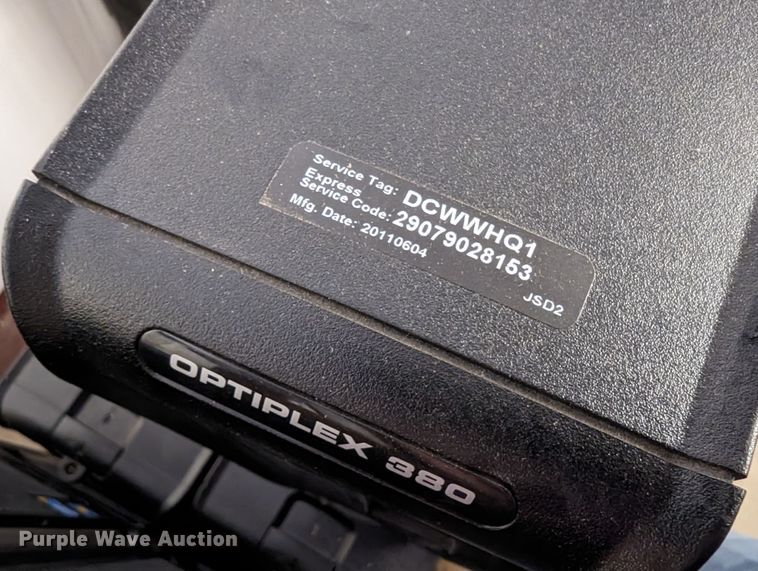 Service Tag: DCWWHQ1
Express
Service Code: 29079028153
Mfg. Date: 20110604
JSD2
OPTIPLEX 380
Purple Wave Auction